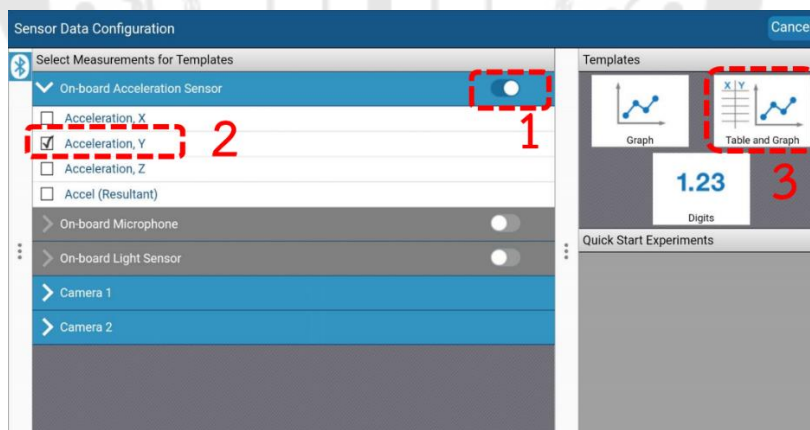 Sensor Data Configuration
Cance
Select Measurements for Templates
On-board Acceleration Sensor
1
Acceleration, X
Acceleration, Y
2
Acceleration, Z
Accel (Resultant)
On-board Microphone
On-board Light Sensor
Camera 1
Camera 2
Templates
Graph
X Y
Table and Graph
3
1.23
Digits
Quick Start Experiments